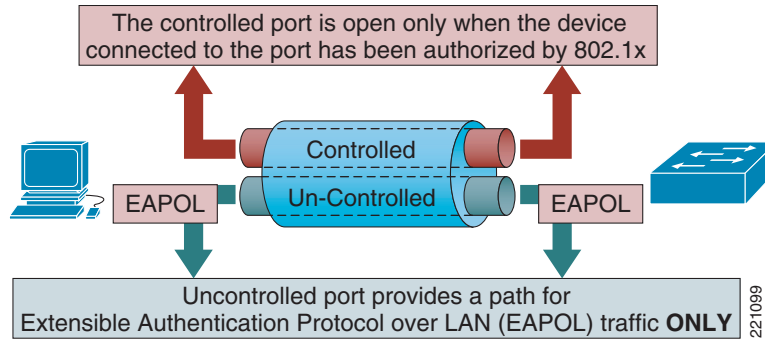 The controlled port is open only when the device
connected to the port has been authorized by 802.1x
Controlled
Un-Controlled
EAPOL
EAPOL
Uncontrolled port provides a path for
Extensible Authentication Protocol over LAN (EAPOL) traffic ONLY
221099